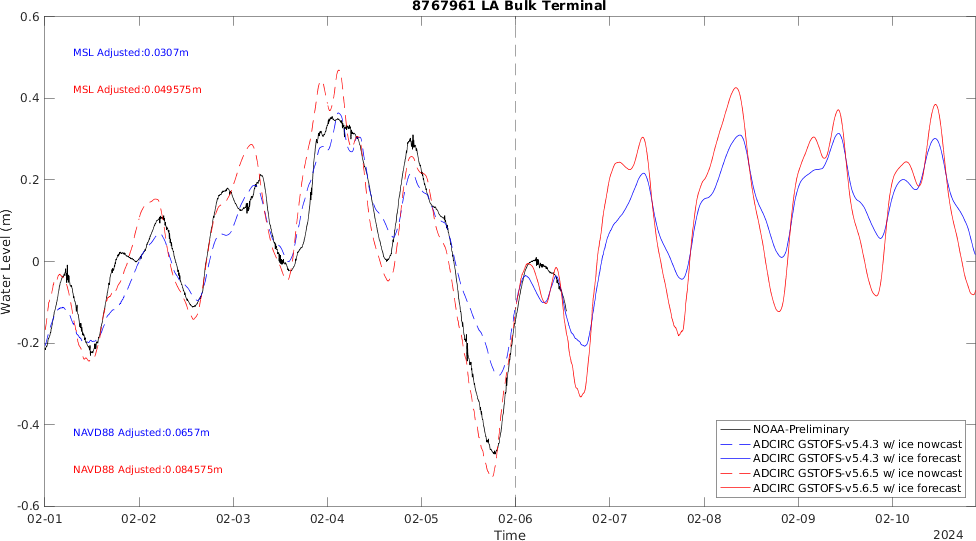 8767961 LA Bulk Terminal
0.6
MSL Adjusted:0.0307m
MSL Adjusted:0.049575m
0.4
0.2
0
-0.2
-0.4
-0.6
Water Level (m)
NAVD88 Adjusted:0.0657m
NAVD88 Adjusted:0.084575m
NOAA-Preliminary
ADCIRC GSTOFS-v5.4.3 w/ ice nowcast
ADCIRC GSTOFS-v5.4.3 w/ ice forecast
ADCIRC GSTOFS-v5.6.5 w/ ice nowcast
ADCIRC GSTOFS-v5.6.5 w/ ice forecast
02-01 02-02 02-03 02-04 02-05 02-06 02-07 02-08 02-09 02-10
Time
2024